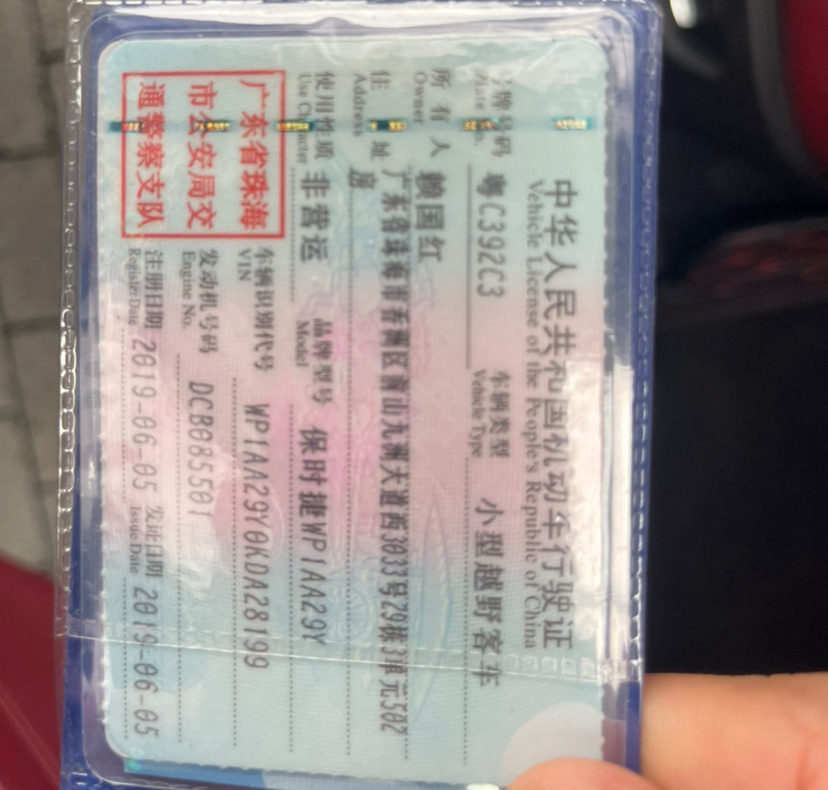 中华人民共和国机动车行驶证
Vehicle License of the People's Republic of China
号牌号码 粤C392C3 车辆类型 小型越野客车
Plate No. Vehicle Type
所有人 赖国红
Owner
住址 广东省珠海市香洲区前山九洲大道西3033号29栋3单元502
Address 房
使用性质 非营运 品牌型号 保时捷WP1AA29Y
Use Character Model
广东省珠海
市公安局交
通警察支队
车辆识别代号 WP1AA29Y0KDA28199
VIN
发动机号码 DCB085501
Engine No.
注册日期 2019-06-05 发证日期 2019-06-05
Register Date Issue Date